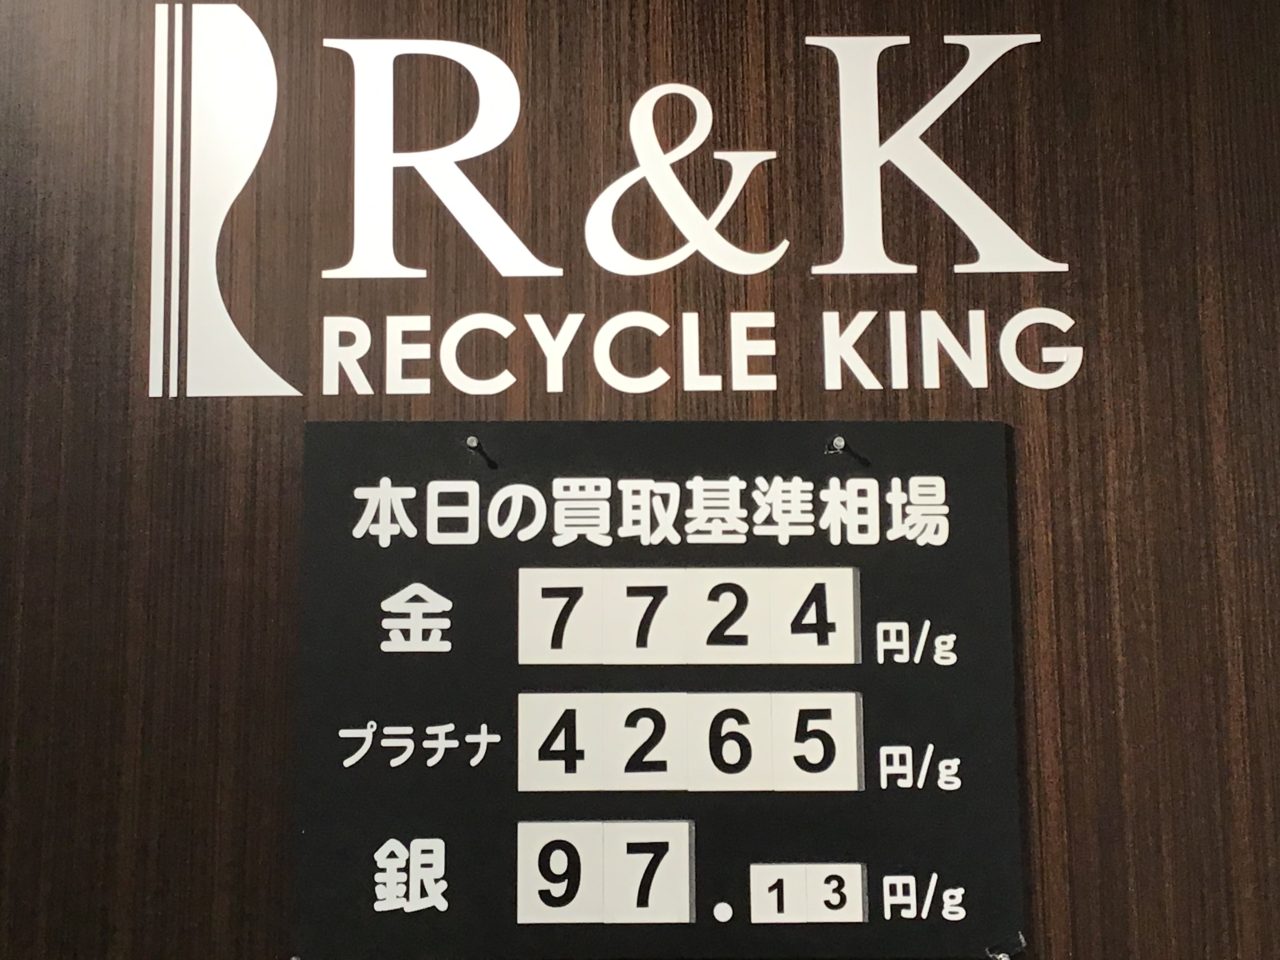 R&K
RECYCLE KING
本日の買取基準相場
金 7724 円/g
プラチナ 4265 円/g
銀 97.13 円/g